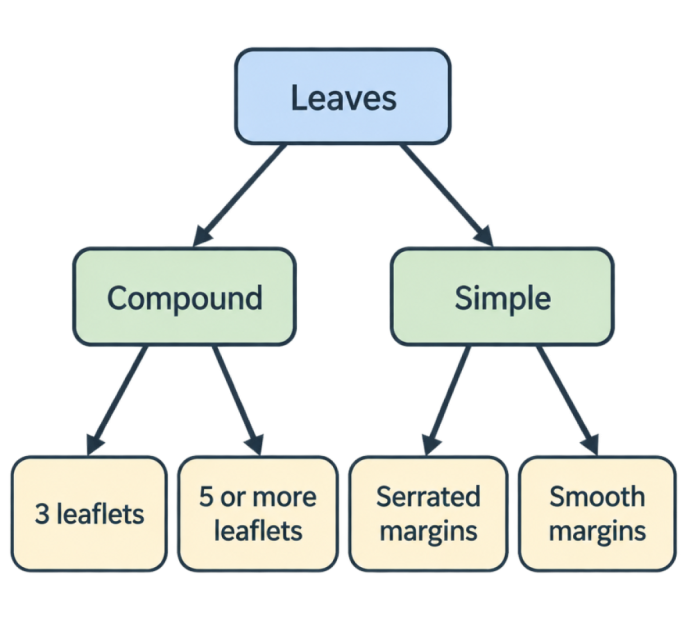 Leaves
Compound
Simple
3 leaflets
5 or more
leaflets
Serrated
margins
Smooth
margins